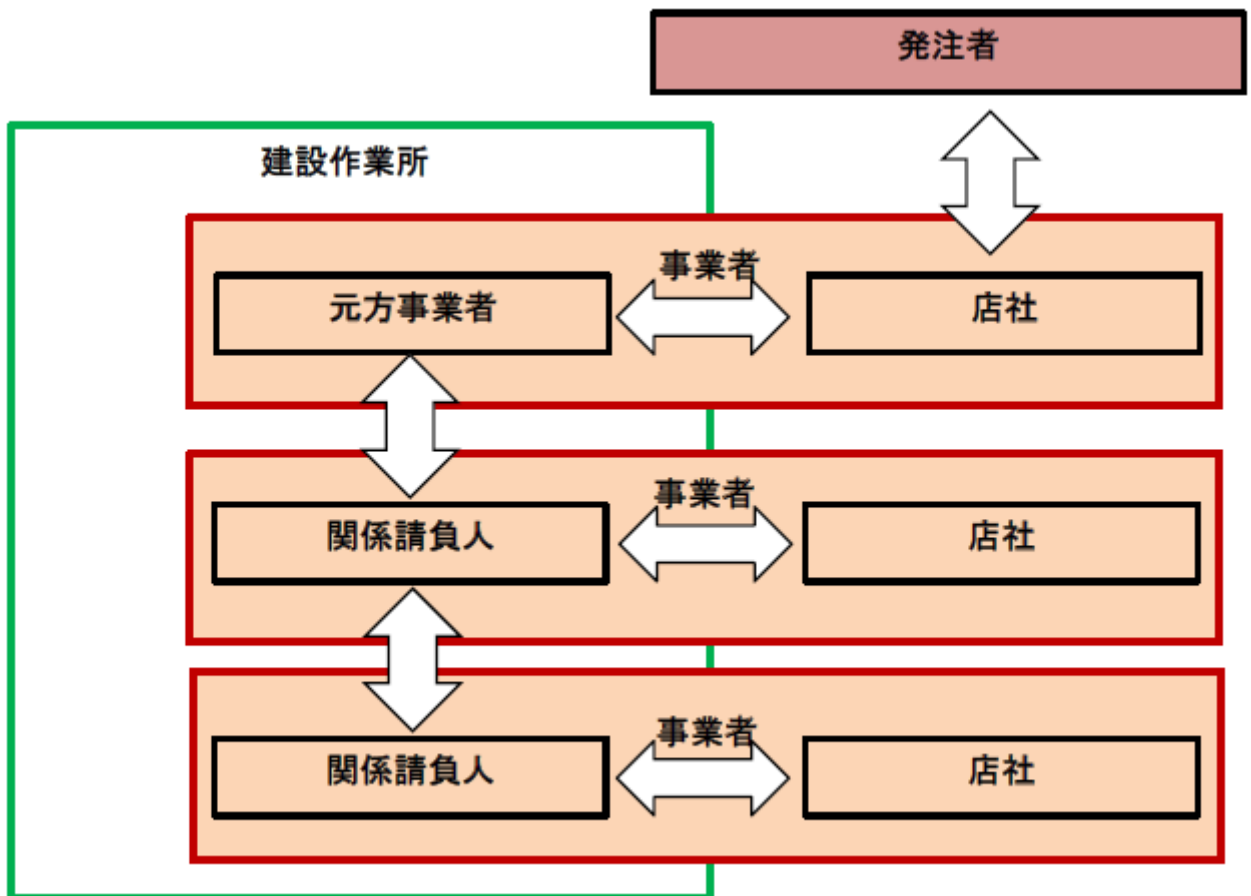 発注者
建設作業所
事業者
元方事業者
店社
事業者
関係請負人
店社
事業者
関係請負人
店社